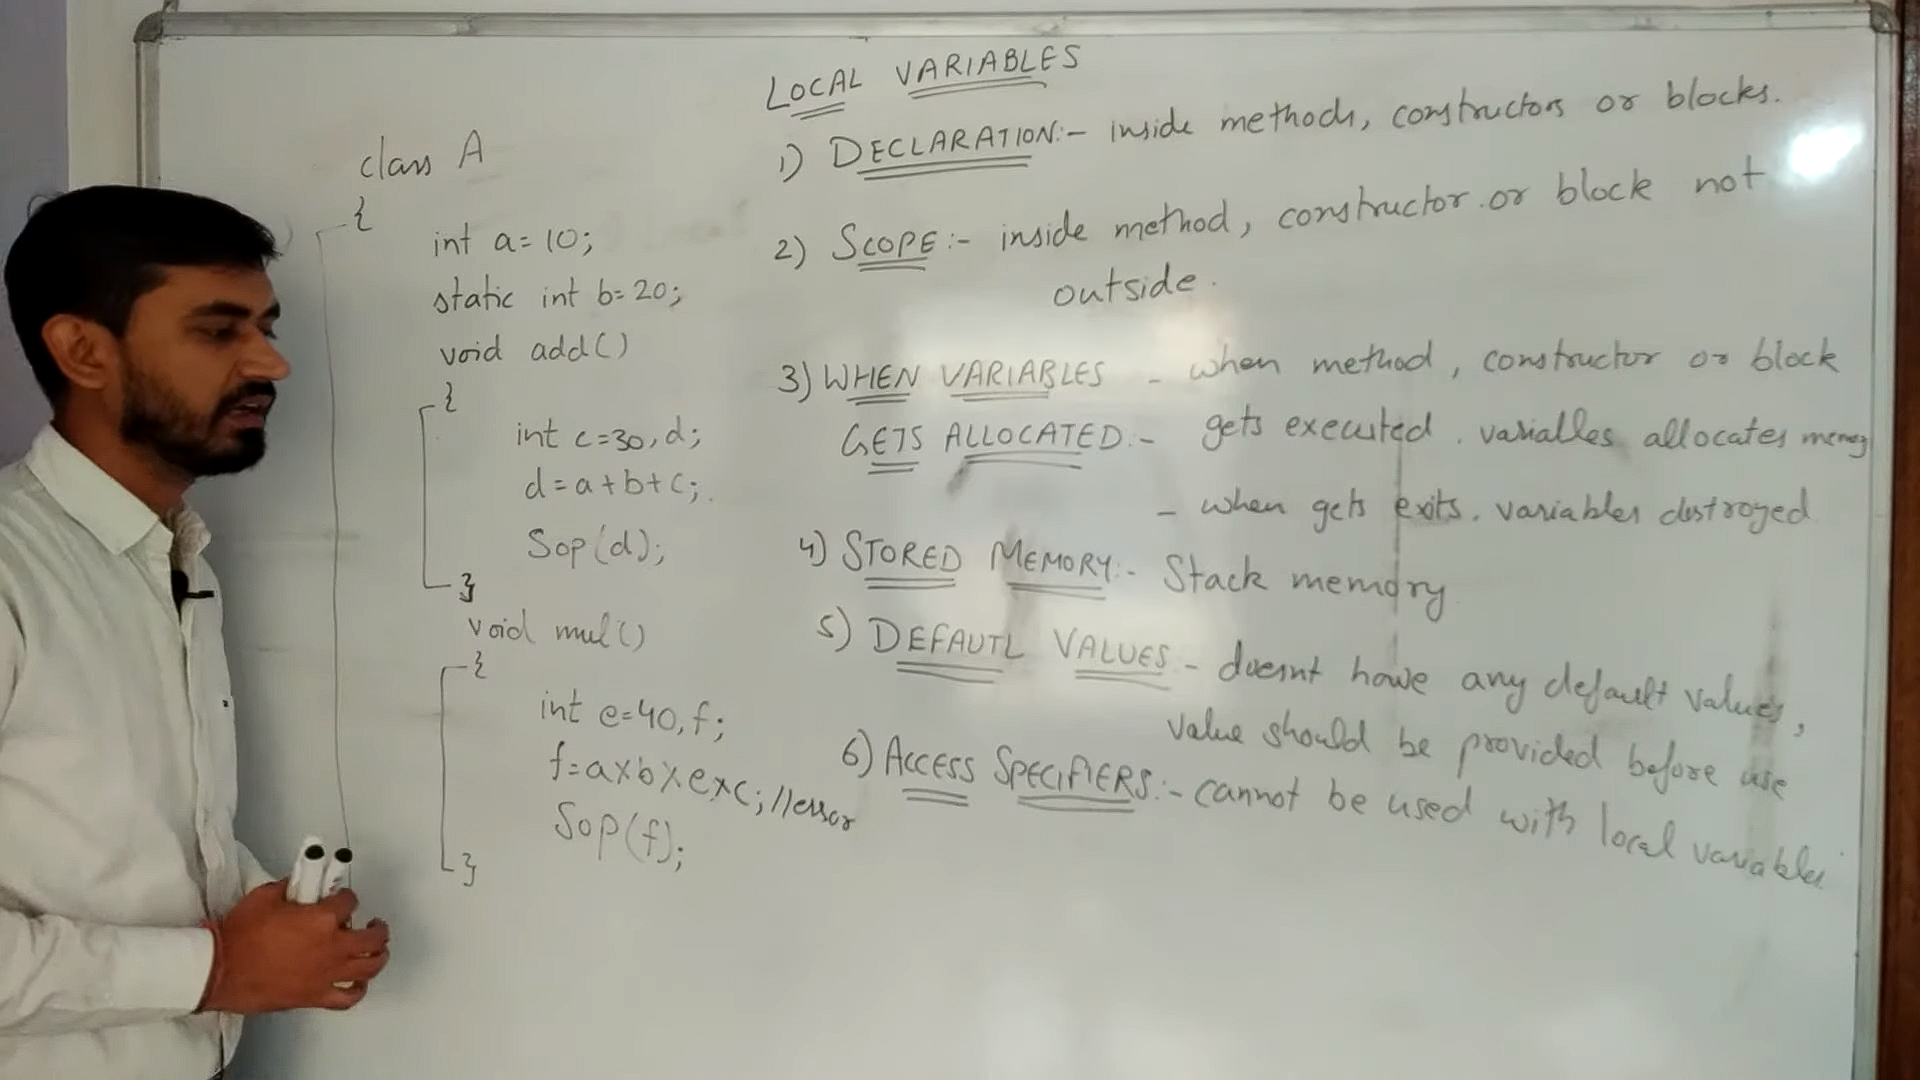 LOCAL VARIABLES
class A
{
int a=10;
static int b=20;
void add()
{
int c=30,d;
d=a+b+c;
Sop(d);
}
void mul()
{
int e=40,f;
f=a×b×e×c; //error
Sop(f);
}
1) DECLARATION:- inside methods, constructors or blocks.
2) SCOPE:- inside method, constructor or block not
outside.
3) WHEN VARIABLES - when method, constructor or block
GETS ALLOCATED:- gets executed. variables allocates memory
- when gets exits. variables destroyed
4) STORED MEMORY:- Stack memory
5) DEFAUTL VALUES - doesnt have any default values,
value should be provided before use
6) ACCESS SPECIFIERS:- cannot be used with local variables